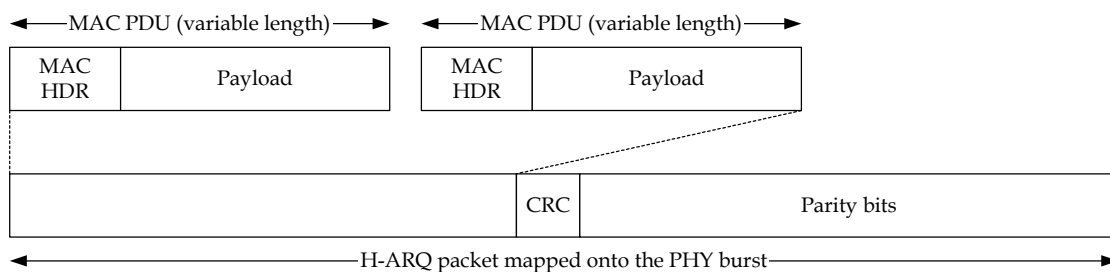 MAC PDU (variable length)
MAC PDU (variable length)
MAC
HDR
Payload
MAC
HDR
Payload
CRC
Parity bits
H-ARQ packet mapped onto the PHY burst